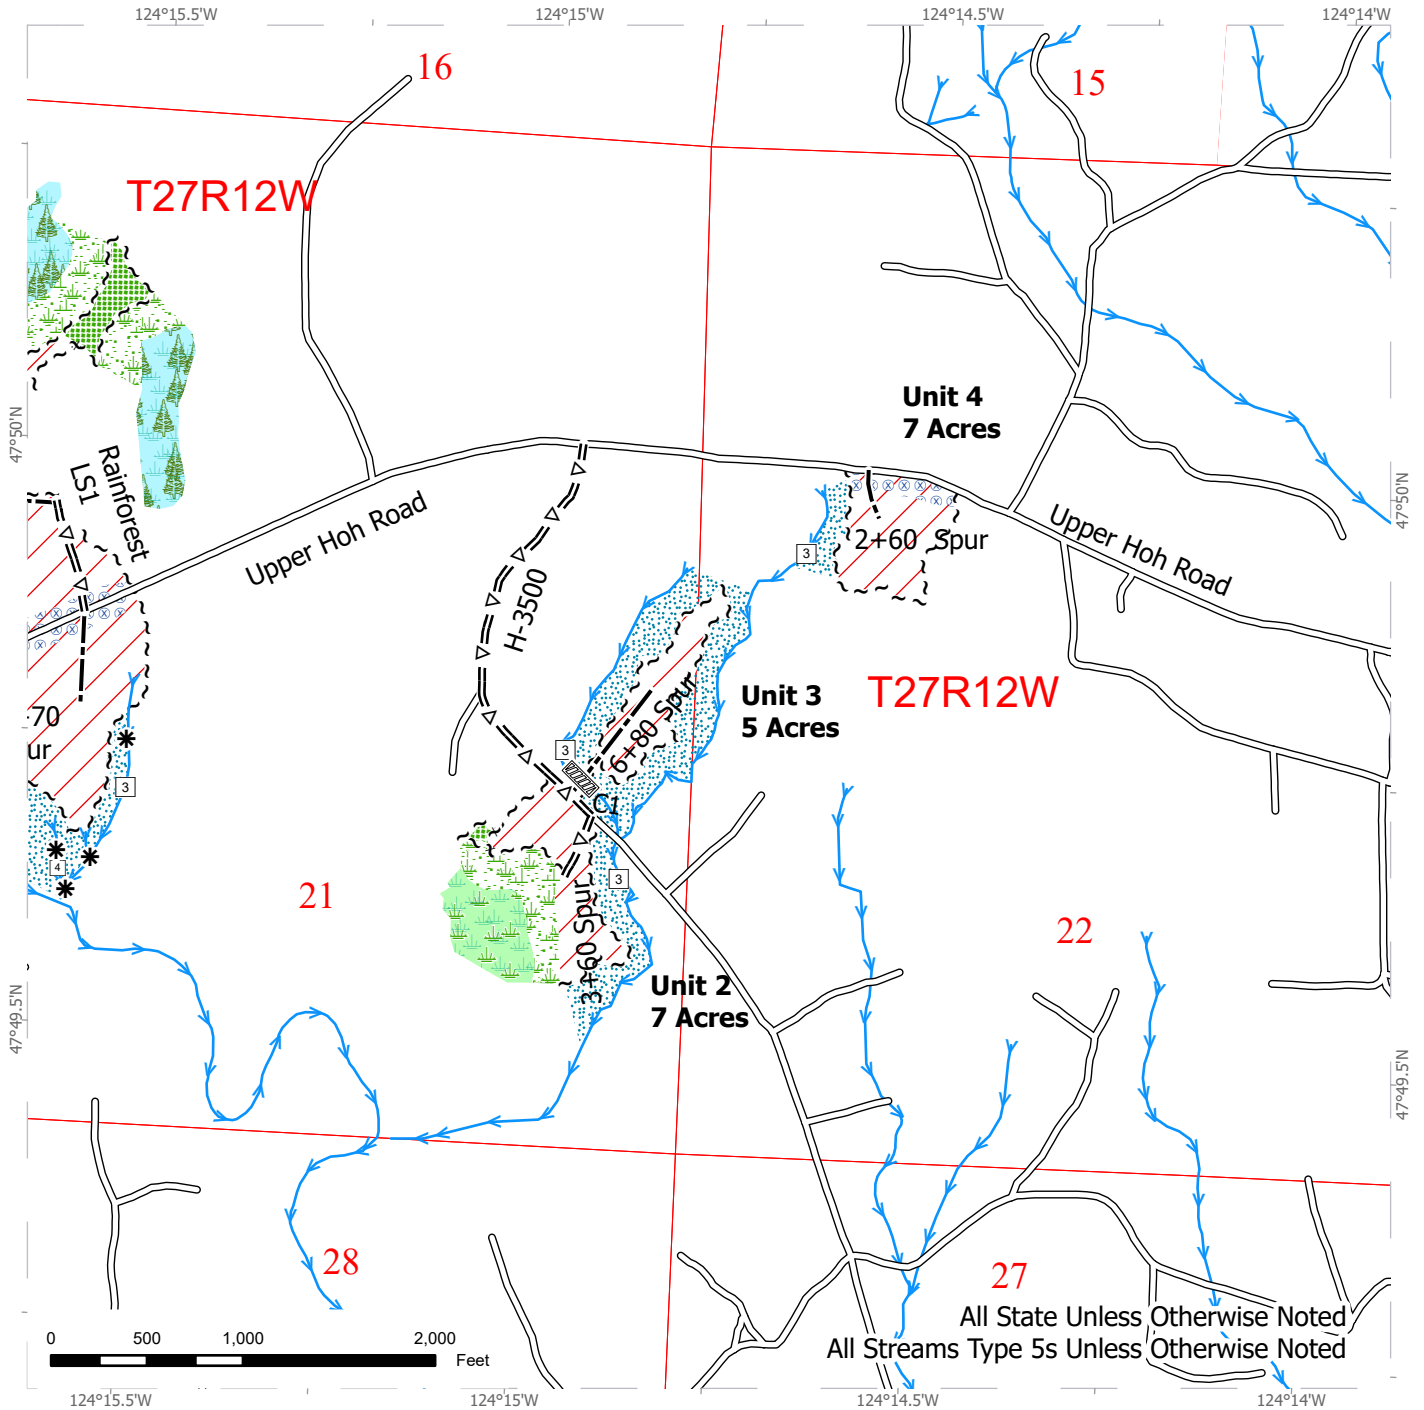 124°15.5'W
124°15'W
124°14.5'W
124°14'W
16
15
T27R12W
47°50'N
Unit 4
7 Acres
Rainforest
LS1
Upper Hoh Road
H-3500
2+60 Spur
Upper Hoh Road
47°50'N
3
T27R12W
Unit 3
5 Acres
6+80 Spur
-70
ur
3
3
C1
4
3
21
3+60 Spur
22
Unit 2
7 Acres
47°49.5'N
47°49.5'N
28
27
All State Unless Otherwise Noted
All Streams Type 5s Unless Otherwise Noted
0 500 1,000 2,000
Feet
124°15.5'W
124°15'W
124°14.5'W
124°14'W